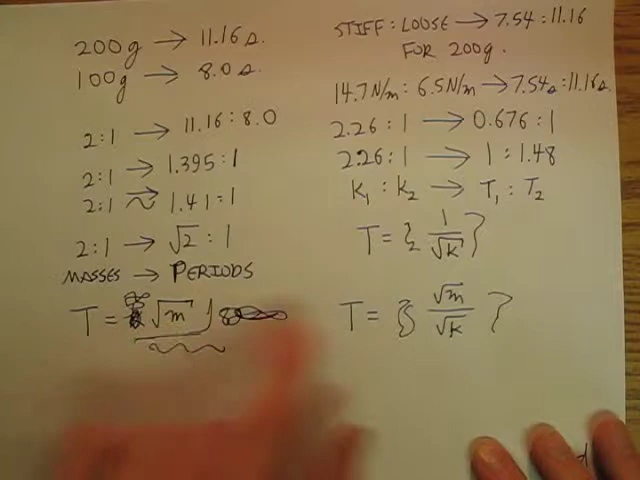 200g → 11.16 s.
100g → 8.0 s.
2:1 → 11.16 : 8.0
2:1 → 1.395 : 1
2:1 ≈> 1.41 : 1
2:1 → √2 : 1
MASSES → PERIODS
T = √m
STIFF : LOOSE → 7.54 : 11.16
FOR 200g.
14.7 N/m : 6.5 N/m → 7.54s : 11.16s.
2.26 : 1 → 0.676 : 1
2.26 : 1 → 1 : 1.48
K₁ : K₂ → T₁ : T₂
T = { 1/√K }
T = { √m/√K }